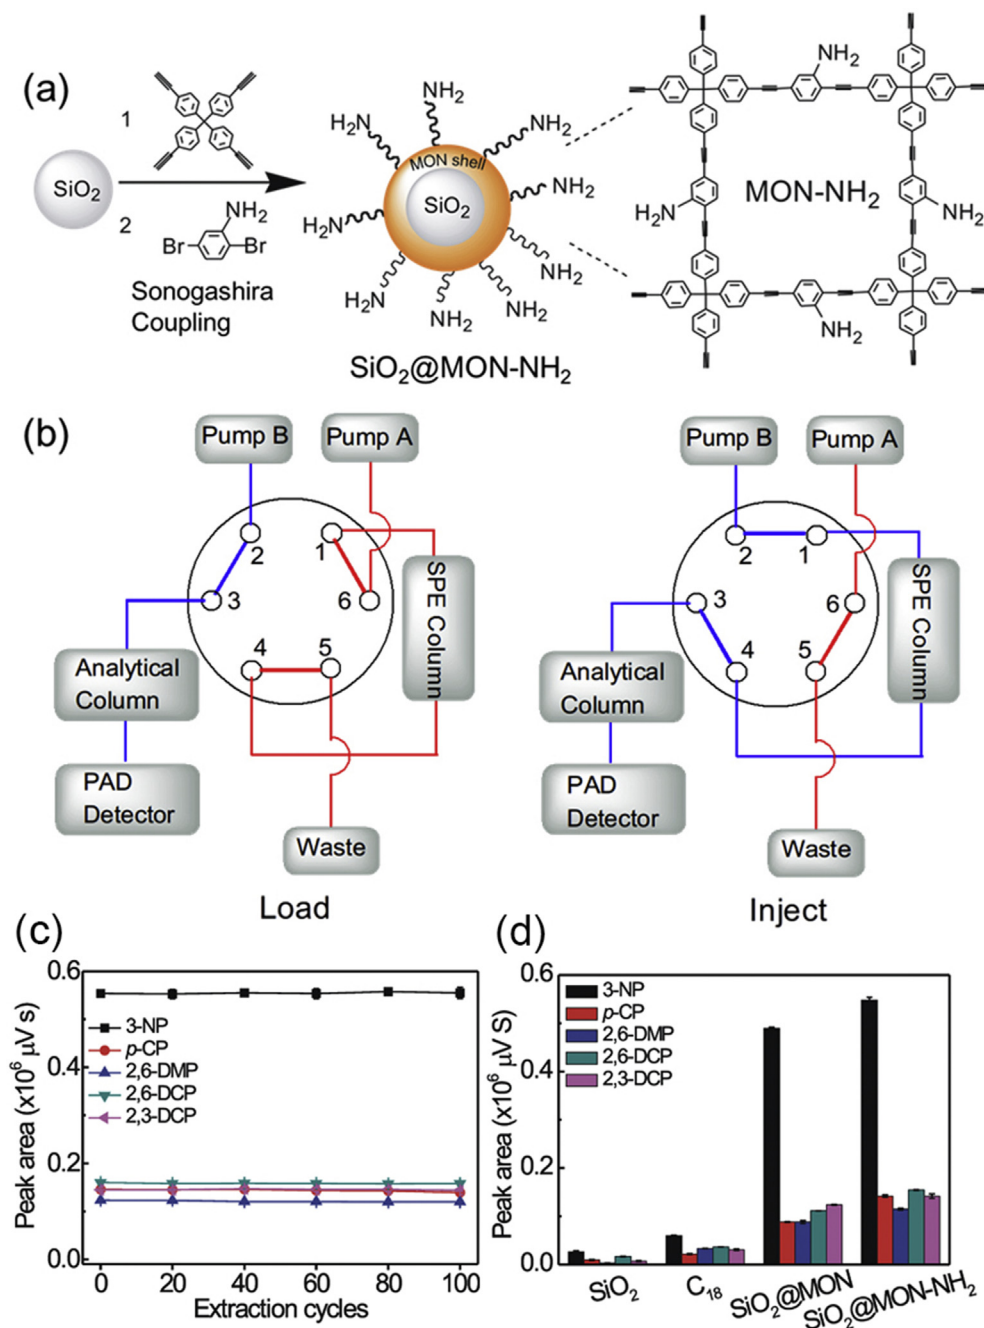 (a)
1
SiO2
2
NH2
Br
Br
Sonogashira
Coupling
NH2
H2N
NH2
H2N
NH2
H2N
NH2
H2N
NH2
NH2
MON shell
SiO2
SiO2@MON-NH2
NH2
H2N
MON-NH2
NH2
NH2
(b)
Pump B
Pump A
2
1
3
6
4
5
SPE Column
Analytical
Column
PAD
Detector
Waste
Load
Pump B
Pump A
2
1
3
6
4
5
SPE Column
Analytical
Column
PAD
Detector
Waste
Inject
(c)
Peak area (x10^6 µV s)
0.6
0.4
0.2
0.0
3-NP
p-CP
2,6-DMP
2,6-DCP
2,3-DCP
0 20 40 60 80 100
Extraction cycles
(d)
Peak area (x10^6 µV S)
0.6
0.4
0.2
0.0
3-NP
p-CP
2,6-DMP
2,6-DCP
2,3-DCP
SiO2
C18
SiO2@MON
SiO2@MON-NH2